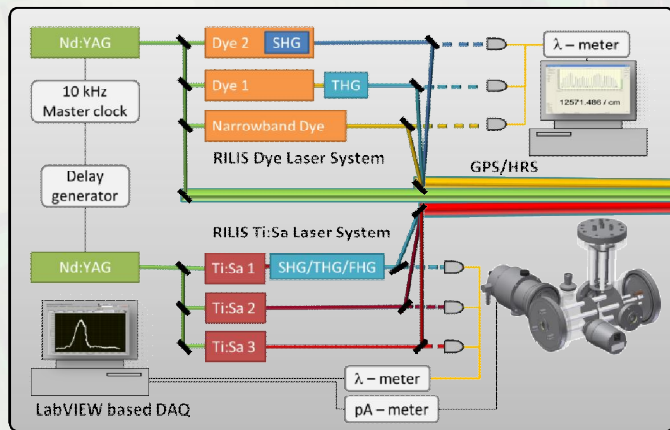 Nd:YAG
Dye 2
SHG
λ – meter
10 kHz
Master clock
Dye 1
THG
12571.486 / cm
Narrowband Dye
RILIS Dye Laser System
GPS/HRS
Delay
generator
RILIS Ti:Sa Laser System
Nd:YAG
Ti:Sa 1
SHG/THG/FHG
Ti:Sa 2
Ti:Sa 3
λ – meter
LabVIEW based DAQ
pA – meter